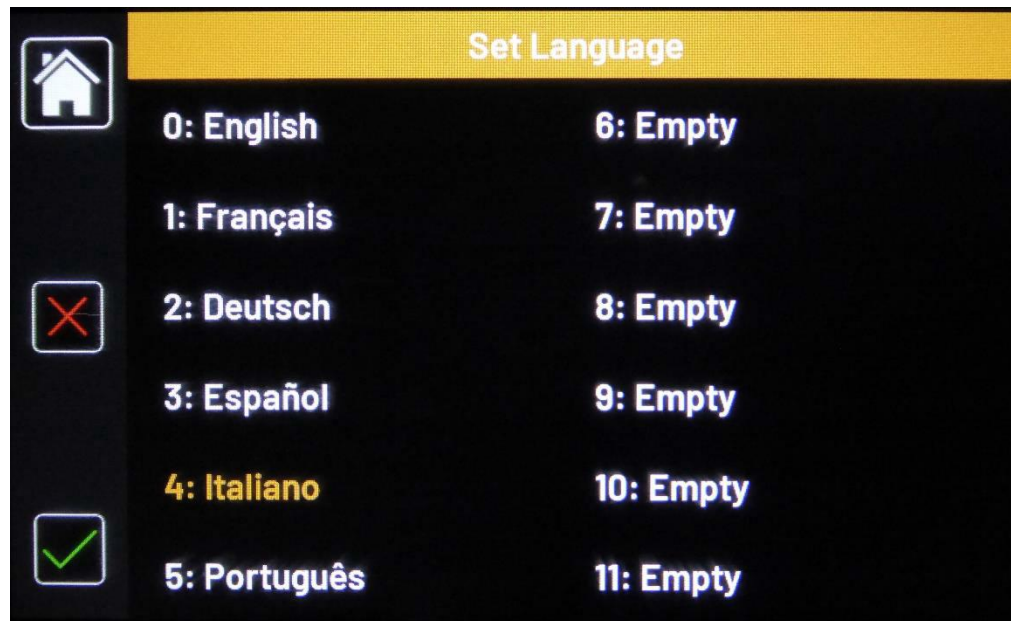 Set Language
0: English
1: Français
2: Deutsch
3: Español
4: Italiano
5: Português
6: Empty
7: Empty
8: Empty
9: Empty
10: Empty
11: Empty